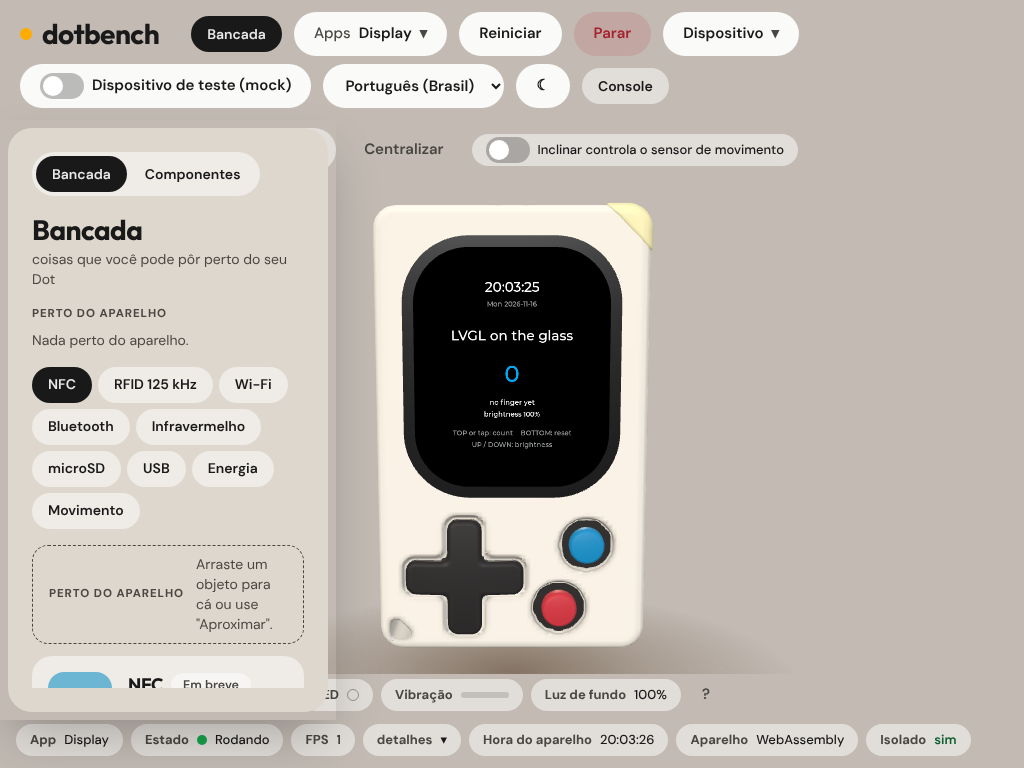 dotbench
Bancada
Apps Display ▾
Reiniciar
Parar
Dispositivo ▾
Dispositivo de teste (mock)
Português (Brasil)
Console
Centralizar
Inclinar controla o sensor de movimento
Bancada
Componentes
Bancada
coisas que você pode pôr perto do seu
Dot
PERTO DO APARELHO
Nada perto do aparelho.
NFC
RFID 125 kHz
Wi-Fi
Bluetooth
Infravermelho
microSD
USB
Energia
Movimento
PERTO DO APARELHO
Arraste um
objeto para
cá ou use
"Aproximar".
NFC
Em breve
20:03:25
Mon 2026-11-16
LVGL on the glass
0
no finger yet
brightness 100%
TOP or tap: count BOTTOM: reset
UP / DOWN: brightness
ED
Vibração
Luz de fundo 100%
?
App Display
Estado Rodando
FPS 1
detalhes ▾
Hora do aparelho 20:03:26
Aparelho WebAssembly
Isolado sim